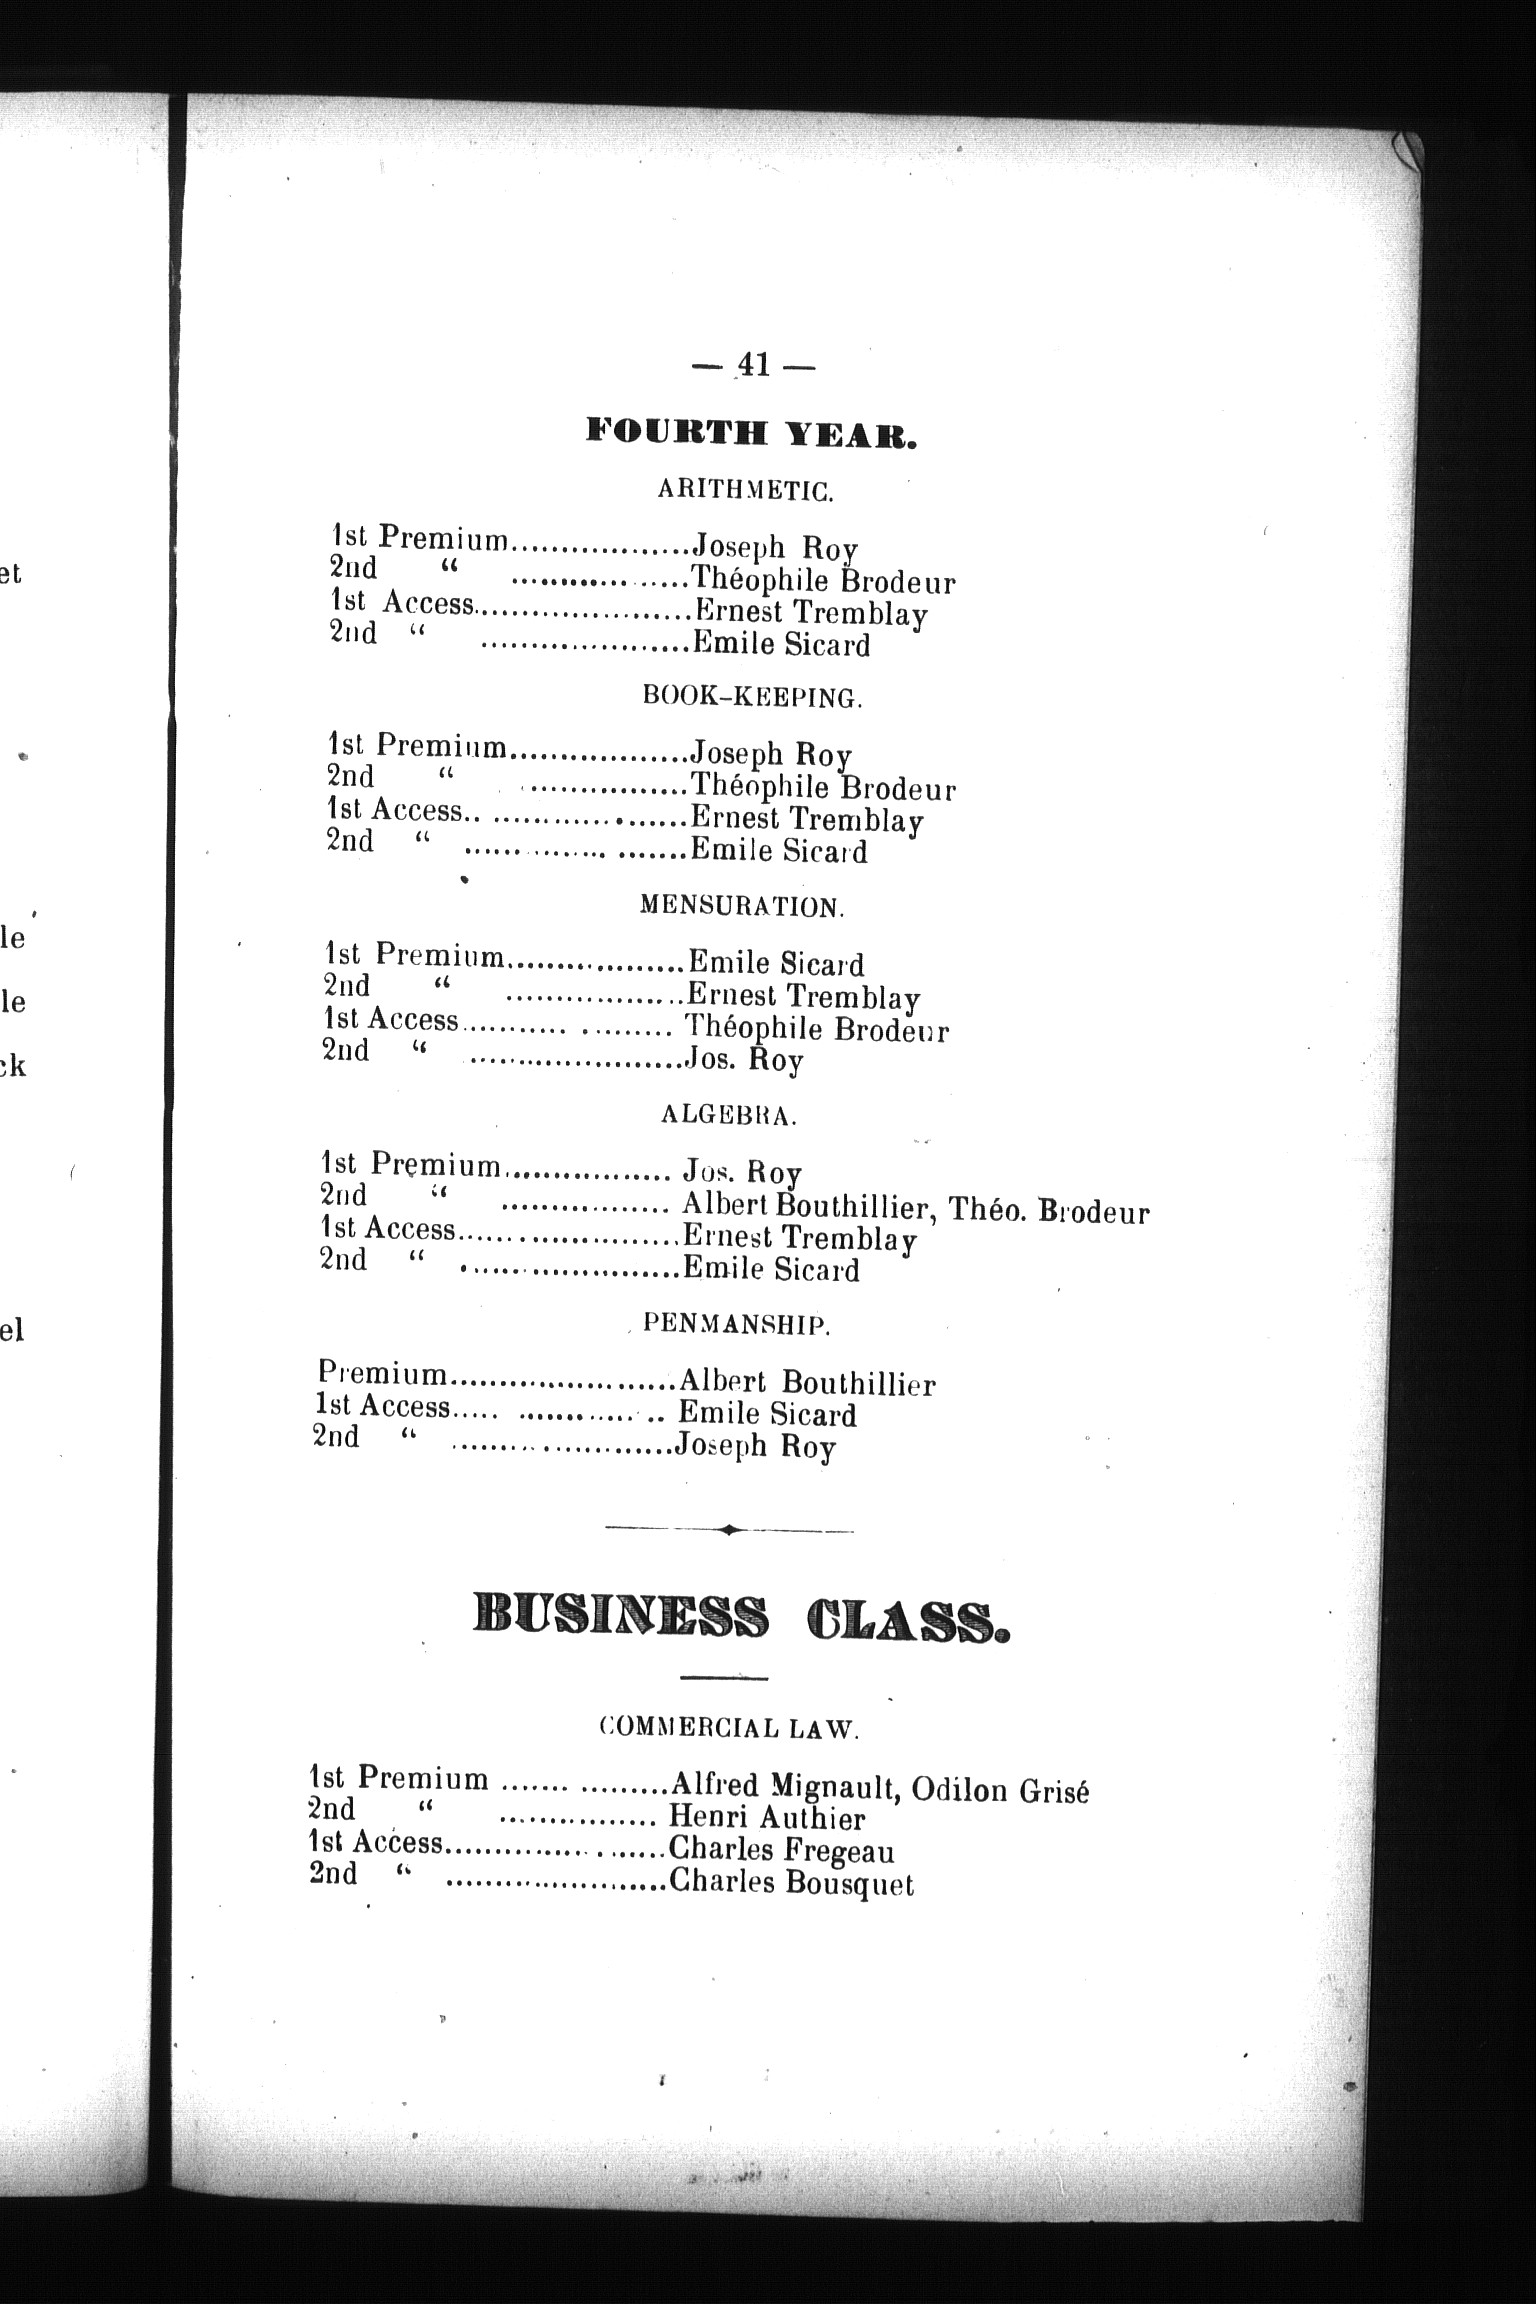 — 41 —
FOURTH YEAR.
ARITHMETIC.
1st Premium..................Joseph Roy
2nd “ ..................Théophile Brodeur
1st Access......................Ernest Tremblay
2nd “ .....................Emile Sicard
BOOK-KEEPING.
1st Premium..................Joseph Roy
2nd “ .................Théophile Brodeur
1st Access.. ....................Ernest Tremblay
2nd “ ......................Emile Sicard
MENSURATION.
1st Premium..................Emile Sicard
2nd “ ..................Ernest Tremblay
1st Access........... ......... Théophile Brodeur
2nd “ ......................Jos. Roy
ALGEBRA.
1st Premium................. Jos. Roy
2nd “ ................. Albert Bouthillier, Théo. Brodeur
1st Access......................Ernest Tremblay
2nd “ ......................Emile Sicard
PENMANSHIP.
Premium.......................Albert Bouthillier
1st Access..... ............ .. Emile Sicard
2nd “ ......................Joseph Roy
BUSINESS CLASS.
COMMERCIAL LAW.
1st Premium ....... .........Alfred Mignault, Odilon Grisé
2nd “ ................ Henri Authier
1st Access......................Charles Fregeau
2nd “ ......................Charles Bousquet
et
le
le
ck
el